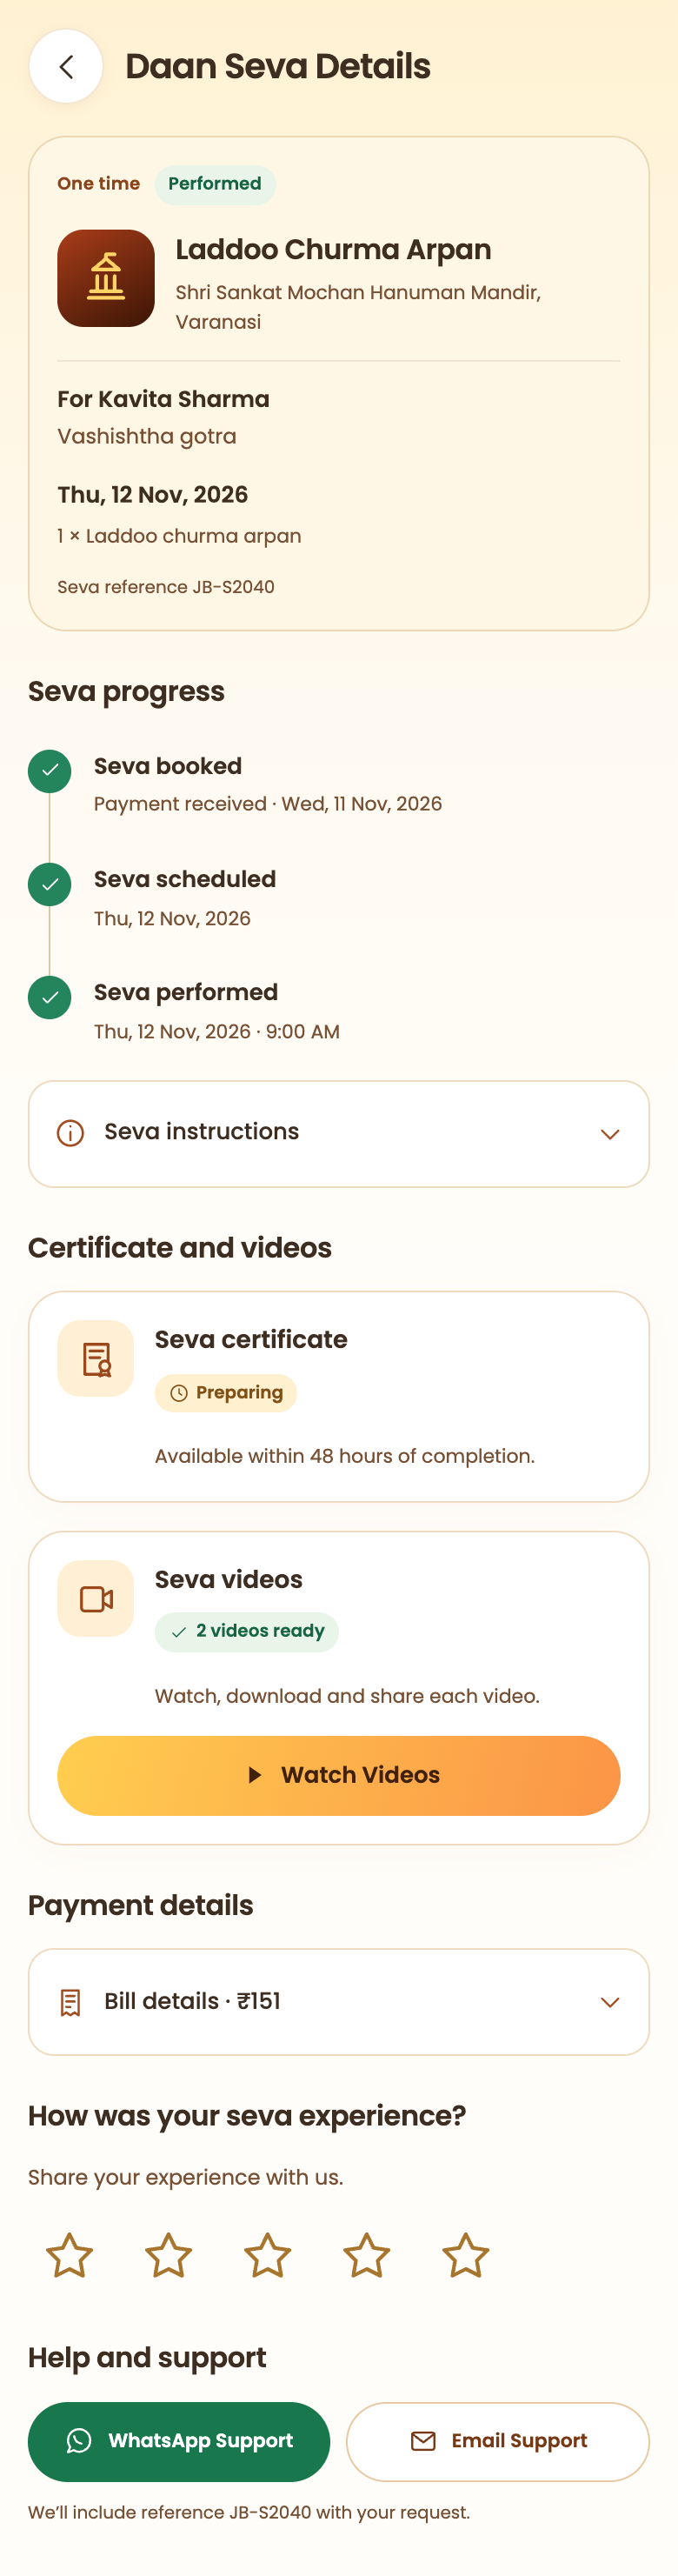 Daan Seva Details
One time
Performed
Laddoo Churma Arpan
Shri Sankat Mochan Hanuman Mandir,
Varanasi
For Kavita Sharma
Vashishtha gotra
Thu, 12 Nov, 2026
1 × Laddoo churma arpan
Seva reference JB-S2040
Seva progress
Seva booked
Payment received · Wed, 11 Nov, 2026
Seva scheduled
Thu, 12 Nov, 2026
Seva performed
Thu, 12 Nov, 2026 · 9:00 AM
Seva instructions
Certificate and videos
Seva certificate
Preparing
Available within 48 hours of completion.
Seva videos
2 videos ready
Watch, download and share each video.
Watch Videos
Payment details
Bill details · ₹151
How was your seva experience?
Share your experience with us.
Help and support
WhatsApp Support
Email Support
We’ll include reference JB-S2040 with your request.